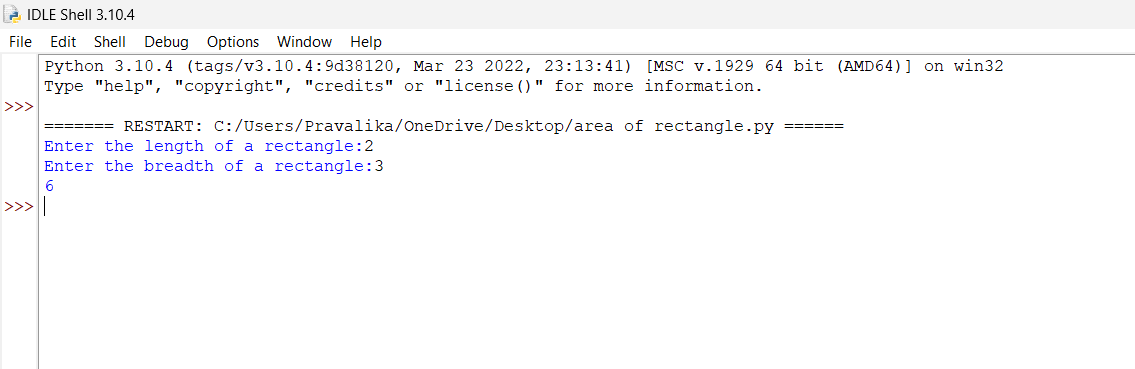 IDLE Shell 3.10.4
File Edit Shell Debug Options Window Help
Python 3.10.4 (tags/v3.10.4:9d38120, Mar 23 2022, 23:13:41) [MSC v.1929 64 bit (AMD64)] on win32
Type "help", "copyright", "credits" or "license()" for more information.
>>>
======= RESTART: C:/Users/Pravalika/OneDrive/Desktop/area of rectangle.py ======
Enter the length of a rectangle:2
Enter the breadth of a rectangle:3
6
>>>